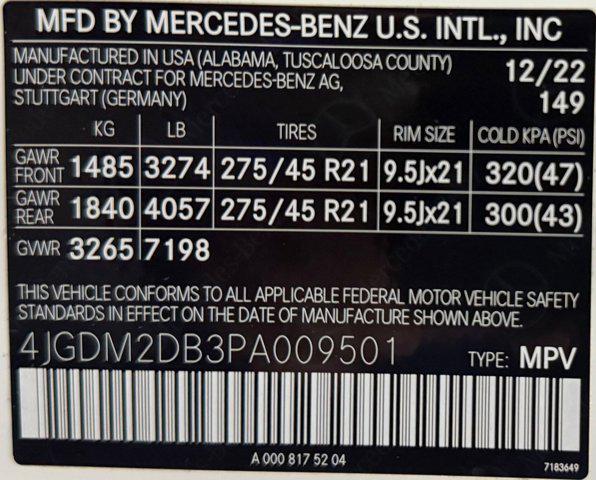 MFD BY MERCEDES-BENZ U.S. INTL., INC
MANUFACTURED IN USA (ALABAMA, TUSCALOOSA COUNTY) 12/22
UNDER CONTRACT FOR MERCEDES-BENZ AG,
STUTTGART (GERMANY) 149
KG LB TIRES RIM SIZE COLD KPA (PSI)
GAWR FRONT 1485 3274 275/45 R21 9.5Jx21 320(47)
GAWR REAR 1840 4057 275/45 R21 9.5Jx21 300(43)
GVWR 3265 7198
THIS VEHICLE CONFORMS TO ALL APPLICABLE FEDERAL MOTOR VEHICLE SAFETY
STANDARDS IN EFFECT ON THE DATE OF MANUFACTURE SHOWN ABOVE.
4JGDM2DB3PA009501 TYPE: MPV
A 000 817 52 04 7183649